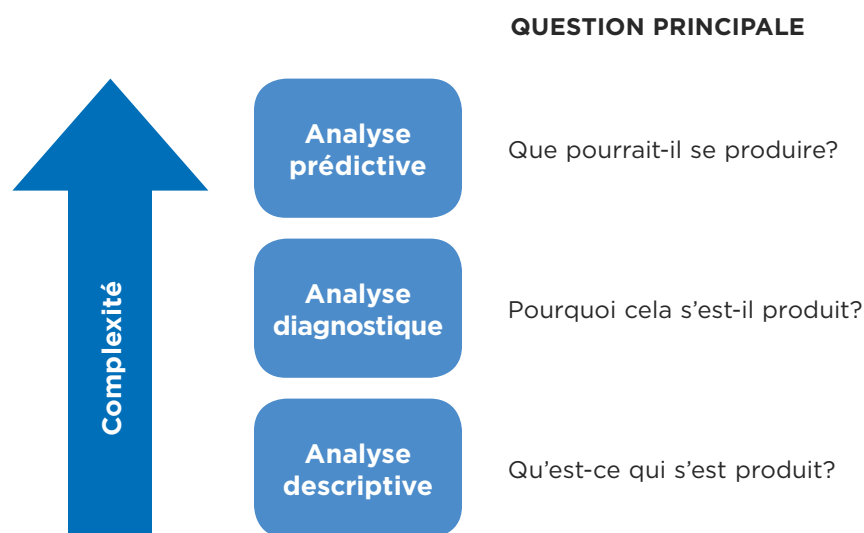 QUESTION PRINCIPALE
Analyse
prédictive
Que pourrait-il se produire?
Complexité
Analyse
diagnostique
Pourquoi cela s’est-il produit?
Analyse
descriptive
Qu’est-ce qui s’est produit?